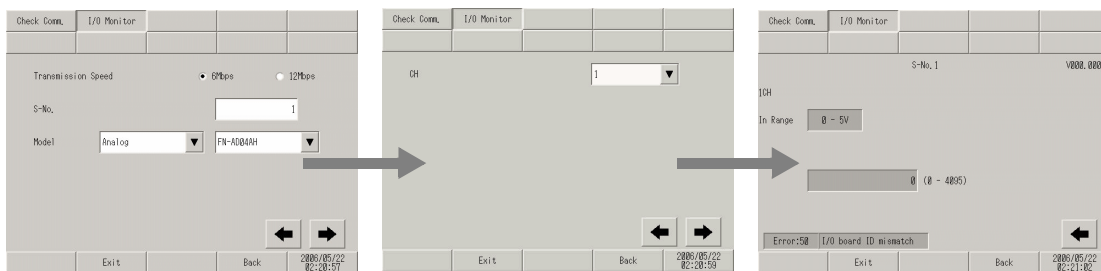 Check Comm. I/O Monitor
Transmission Speed 6Mbps 12Mbps
S-No. 1
Model Analog FN-AD04AH
Exit Back 2006/05/22 02:20:57
Check Comm. I/O Monitor
CH 1
Exit Back 2006/05/22 02:20:59
Check Comm. I/O Monitor
S-No.1 V000.000
1CH
In Range 0 - 5V
0 (0 - 4095)
Error:50 I/O board ID mismatch
Exit Back 2006/05/22 02:21:02